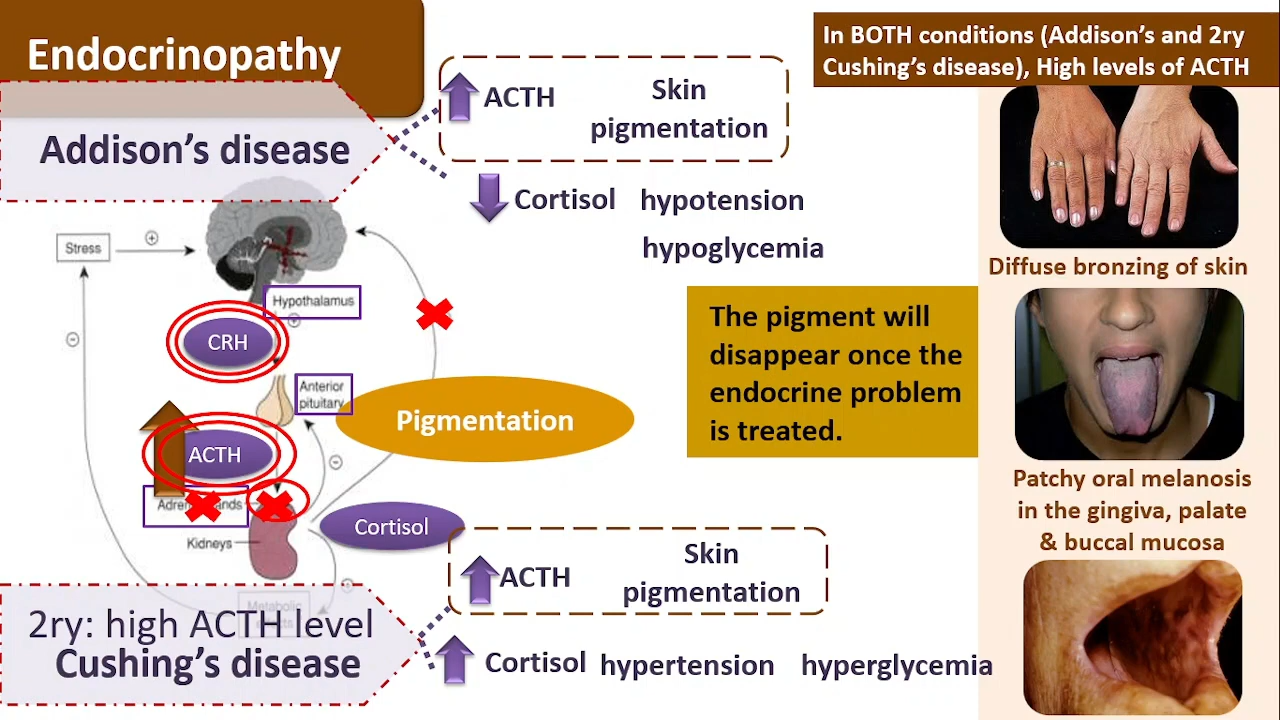 Endocrinopathy
Addison's disease
ACTH
Skin
pigmentation
Cortisol
hypotension
hypoglycemia
In BOTH conditions (Addison's and 2ry
Cushing's disease), High levels of ACTH
Diffuse bronzing of skin
Patchy oral melanosis
in the gingiva, palate
& buccal mucosa
The pigment will
disappear once the
endocrine problem
is treated.
Stress
Hypothalamus
CRH
Anterior
pituitary
Pigmentation
ACTH
Cortisol
Kidneys
Metabolic
2ry: high ACTH level
Cushing's disease
ACTH
Skin
pigmentation
Cortisol
hypertension
hyperglycemia